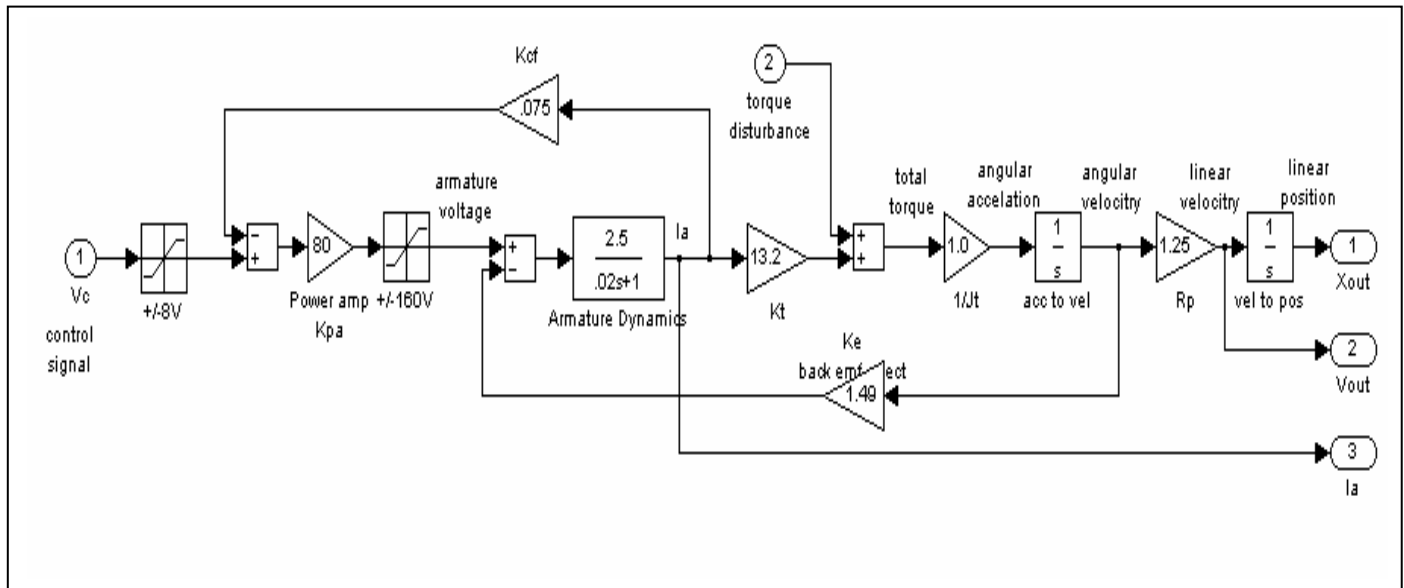 Kcf
.075
2
torque
disturbance
armature
voltage
total
torque
angular
accelation
angular
velocitry
linear
velocitry
linear
position
1
Vc
control
signal
+/-8V
−
+
80
Power amp
Kpa
+/-160V
+
−
2.5
.02s+1
Armature Dynamics
Ia
13.2
Kt
+
+
1.0
1/Jt
1
s
acc to vel
1.25
Rp
1
s
vel to pos
1
Xout
2
Vout
Ke
back emf
1.49
3
Ia